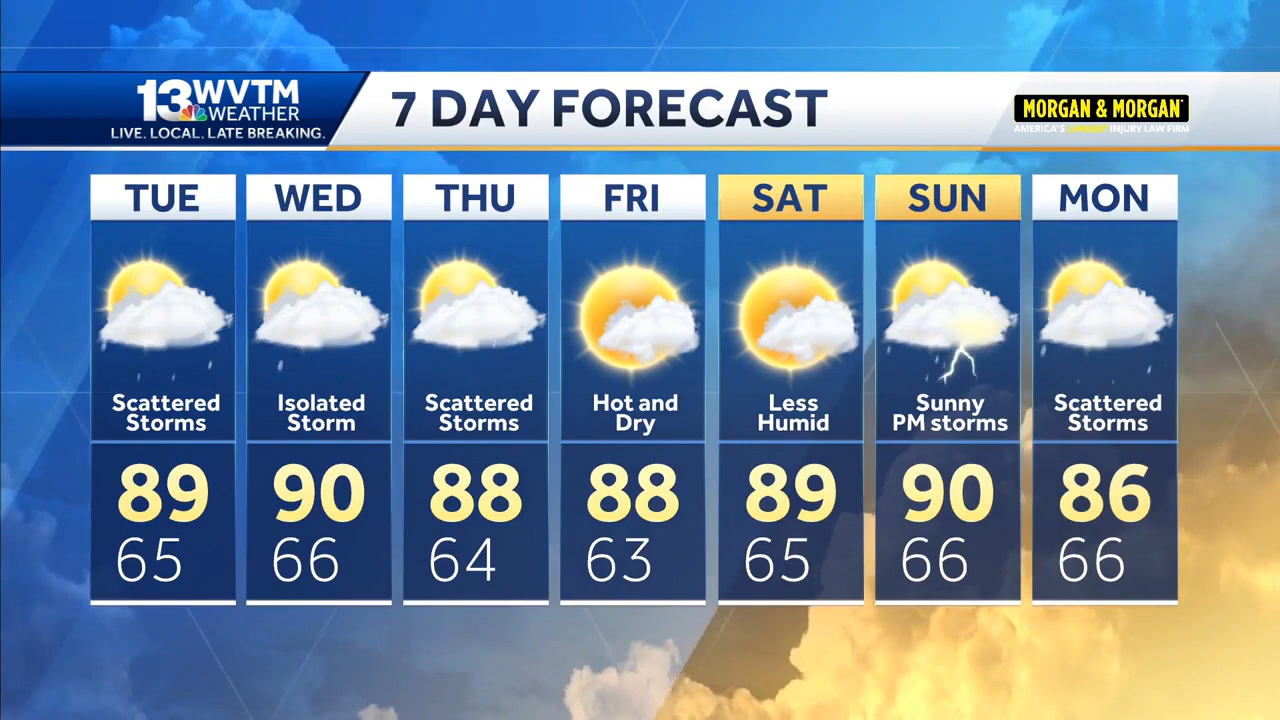 13 WVTM
WEATHER
LIVE. LOCAL. LATE BREAKING.
7 DAY FORECAST
MORGAN & MORGAN
AMERICA'S LARGEST INJURY LAW FIRM
TUE WED THU FRI SAT SUN MON
Scattered Isolated Scattered Hot and Less Sunny Scattered
Storms Storm Storms Dry Humid PM storms Storms
89 90 88 88 89 90 86
65 66 64 63 65 66 66